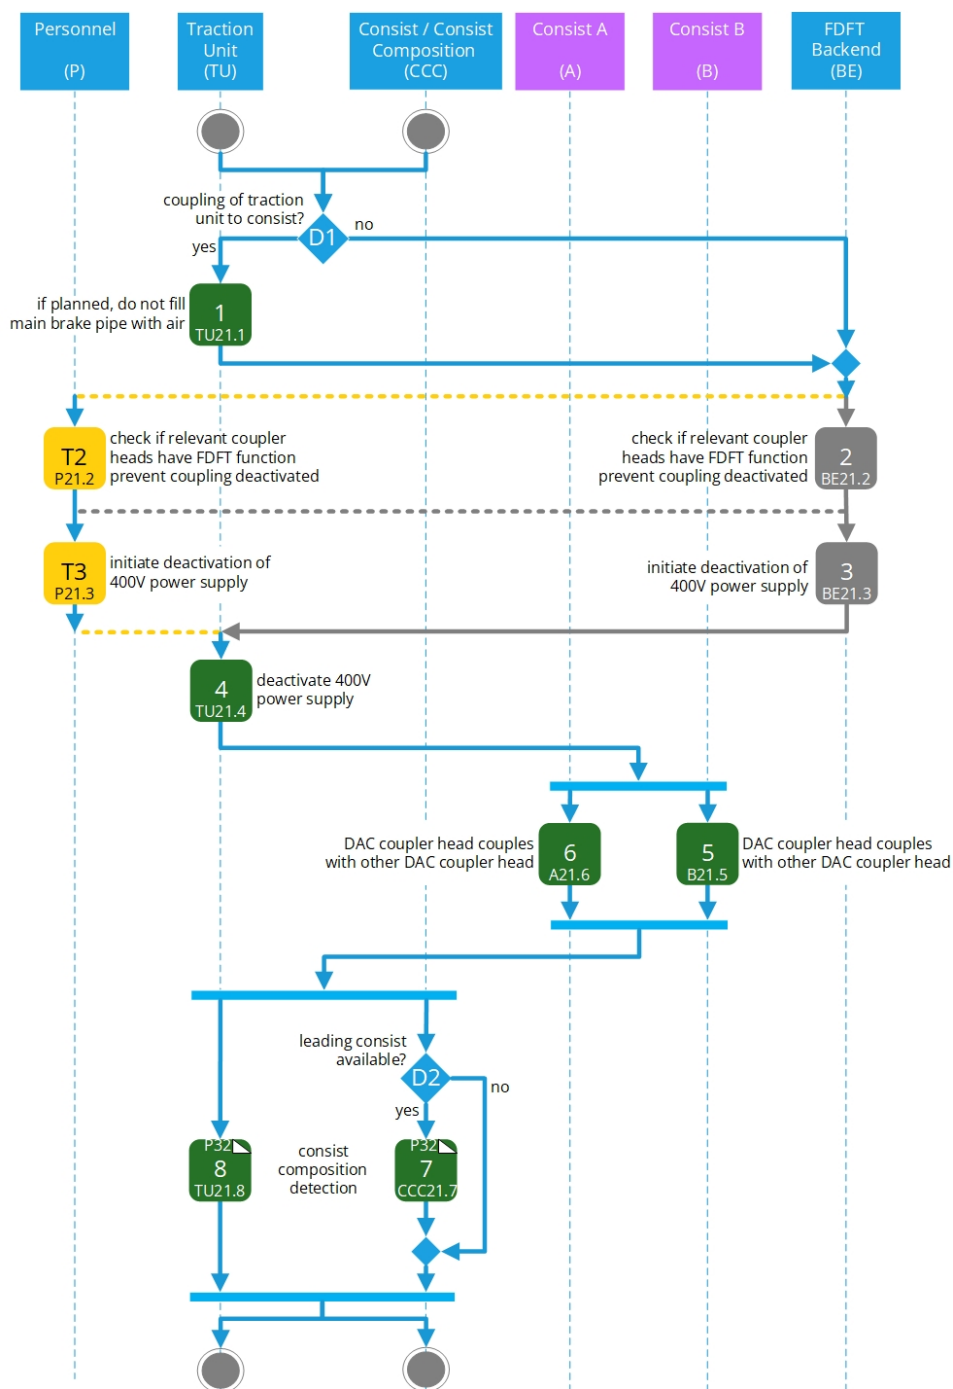 Personnel
(P)
Traction
Unit
(TU)
Consist / Consist
Composition
(CCC)
Consist A
(A)
Consist B
(B)
FDFT
Backend
(BE)
coupling of traction
unit to consist?
D1
no
yes
if planned, do not fill
main brake pipe with air
1
TU21.1
T2
P21.2
check if relevant coupler
heads have FDFT function
prevent coupling deactivated
check if relevant coupler
heads have FDFT function
prevent coupling deactivated
2
BE21.2
T3
P21.3
initiate deactivation of
400V power supply
initiate deactivation of
400V power supply
3
BE21.3
4
TU21.4
deactivate 400V
power supply
DAC coupler head couples
with other DAC coupler head
6
A21.6
5
B21.5
DAC coupler head couples
with other DAC coupler head
leading consist
available?
D2
no
yes
P32
8
TU21.8
consist
composition
detection
P32
7
CCC21.7